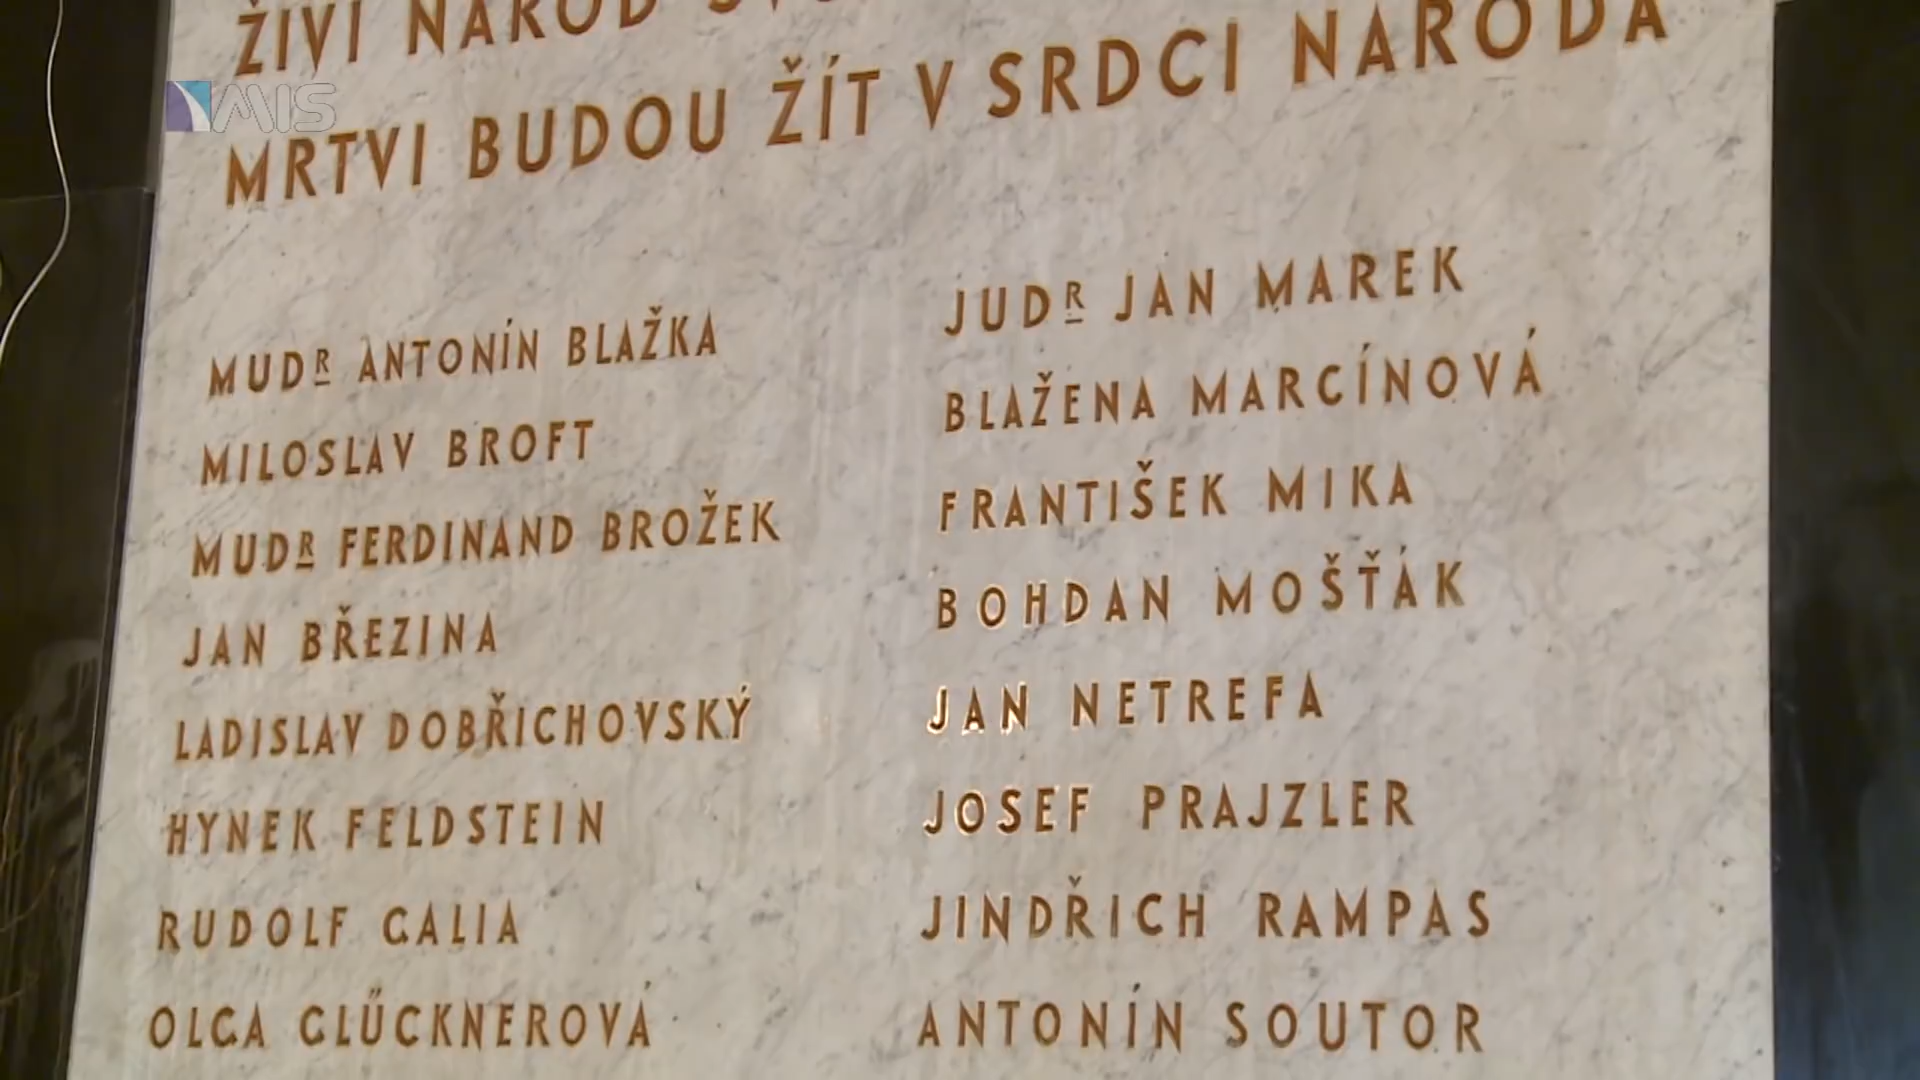 ŽIVÍ NÁROD
MRTVI BUDOU ŽÍT V SRDCI NÁRODA
MIS
MUDR ANTONÍN BLAŽKA
MILOSLAV BROFT
MUDR FERDINAND BROŽEK
JAN BŘEZINA
LADISLAV DOBŘICHOVSKÝ
HYNEK FELDSTEIN
RUDOLF GALIA
OLGA GLÜCKNEROVÁ
JUDR JAN MAREK
BLAŽENA MARCÍNOVÁ
FRANTIŠEK MIKA
BOHDAN MOŠŤÁK
JAN NETREFA
JOSEF PRAJZLER
JINDŘICH RAMPAS
ANTONÍN SOUTOR